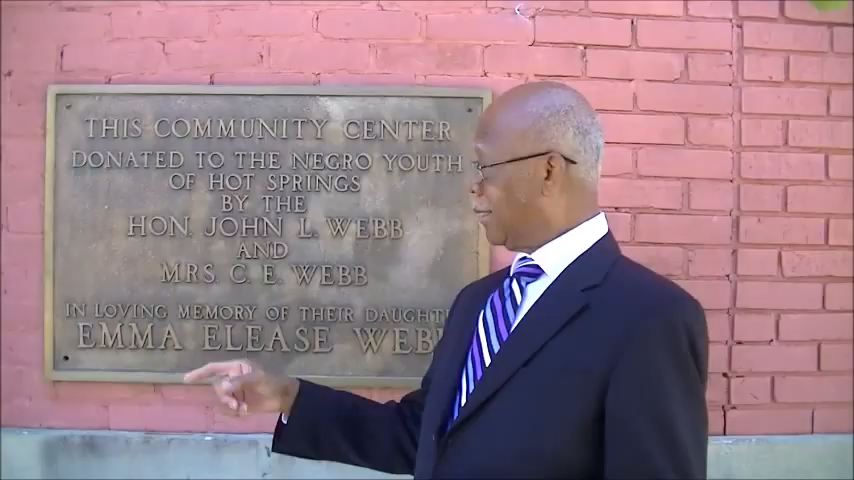 THIS COMMUNITY CENTER
DONATED TO THE NEGRO YOUTH
OF HOT SPRINGS
BY THE
HON. JOHN L. WEBB
AND
MRS. C. E. WEBB
IN LOVING MEMORY OF THEIR DAUGHT
EMMA ELEASE WEBB